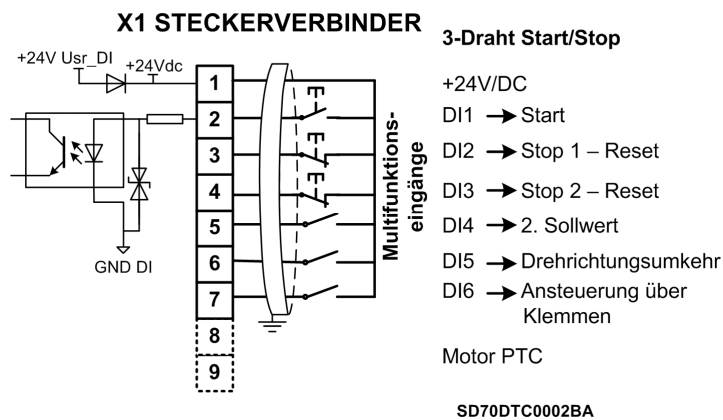 X1 STECKERVERBINDER
+24V Usr_DI
+24Vdc
1
2
3
4
5
6
7
8
9
GND DI
Multifunktions-
eingänge
3-Draht Start/Stop
+24V/DC
DI1 → Start
DI2 → Stop 1 – Reset
DI3 → Stop 2 – Reset
DI4 → 2. Sollwert
DI5 → Drehrichtungsumkehr
DI6 → Ansteuerung über
Klemmen
Motor PTC
SD70DTC0002BA